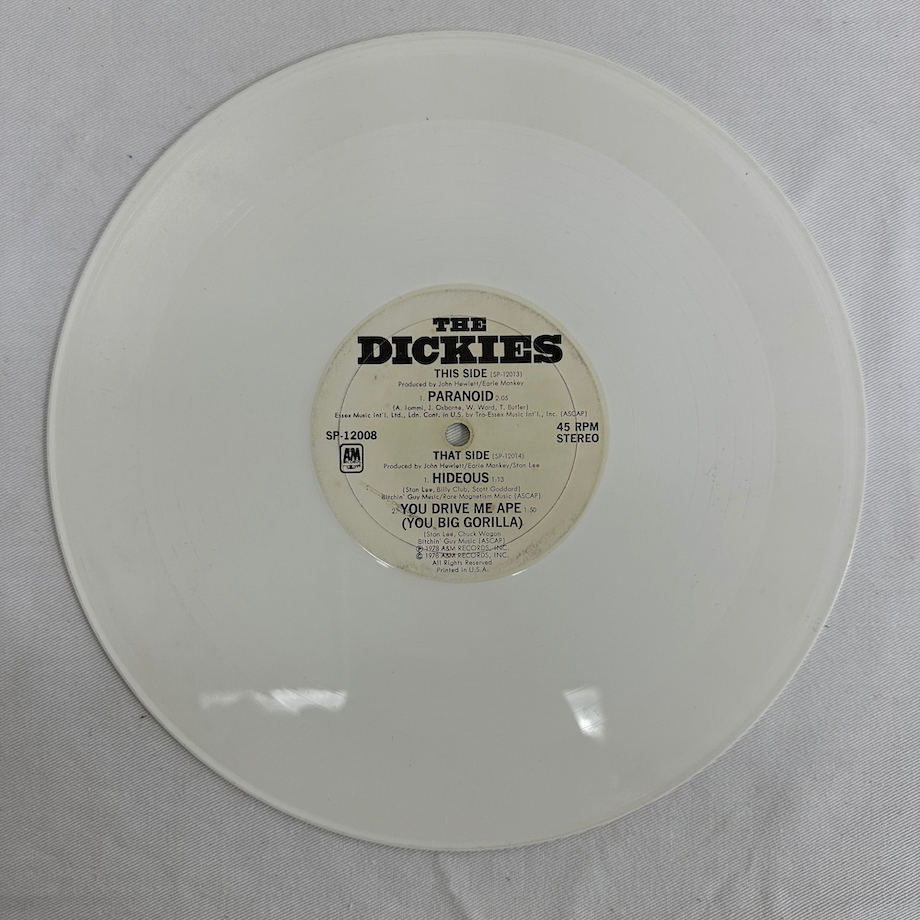 THE
DICKIES
THIS SIDE (SP-12013)
Produced by John Hewlett/Earle Mankey
1. PARANOID 2:05
(A. Iommi, J. Osborne, W. Ward, T. Butler)
Essex Music Int'l. Ltd., Ldn. Cont. in U.S. by Tro-Essex Music Int'l., Inc. (ASCAP)
SP-12008
45 RPM
STEREO
A&M
RECORDS
THAT SIDE (SP-12014)
Produced by John Hewlett/Earle Mankey/Stan Lee
1. HIDEOUS 1:13
(Stan Lee, Billy Club, Scott Goddard)
Bitchin' Guy Music/Rare Magnetism Music (ASCAP)
2. YOU DRIVE ME APE 1:50
(YOU BIG GORILLA)
(Stan Lee, Chuck Wagon
Bitchin' Guy Music (ASCAP)
℗ 1978 A&M RECORDS, INC.
© 1978 A&M RECORDS, INC.
All Rights Reserved
Printed in U.S.A.